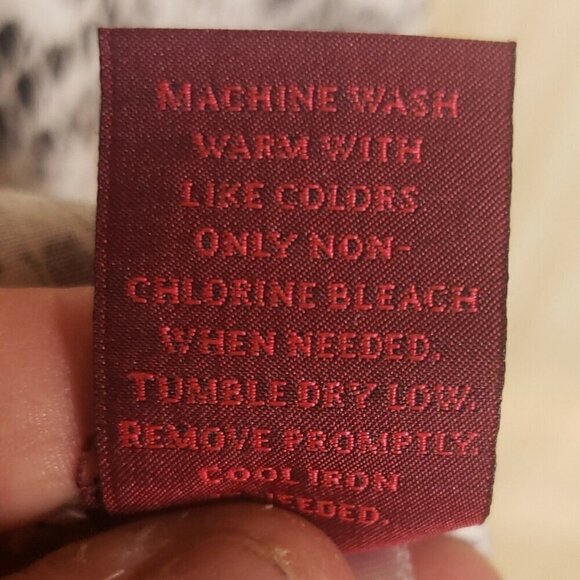 MACHINE WASH
WARM WITH
LIKE COLORS
ONLY NON-
CHLORINE BLEACH
WHEN NEEDED.
TUMBLE DRY LOW.
REMOVE PROMPTLY.
COOL IRON
NEEDED.